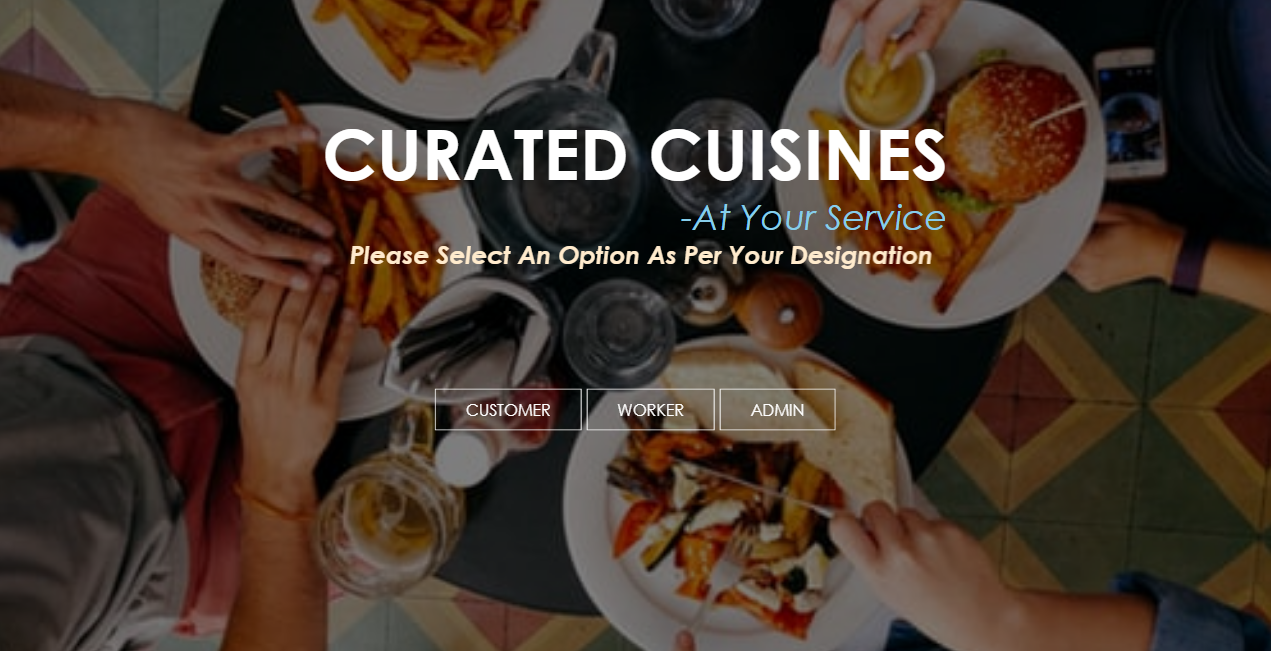 CURATED CUISINES
-At Your Service
Please Select An Option As Per Your Designation
CUSTOMER WORKER ADMIN